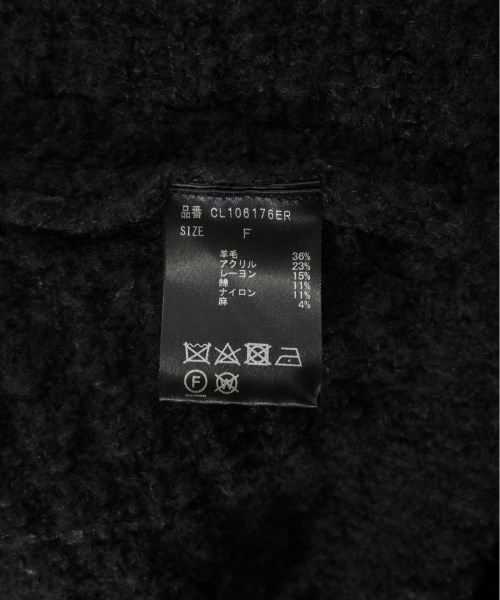 品番 CL106176ER
SIZE F
羊毛 36%
アクリル 23%
レーヨン 15%
綿 11%
ナイロン 11%
麻 4%
F W